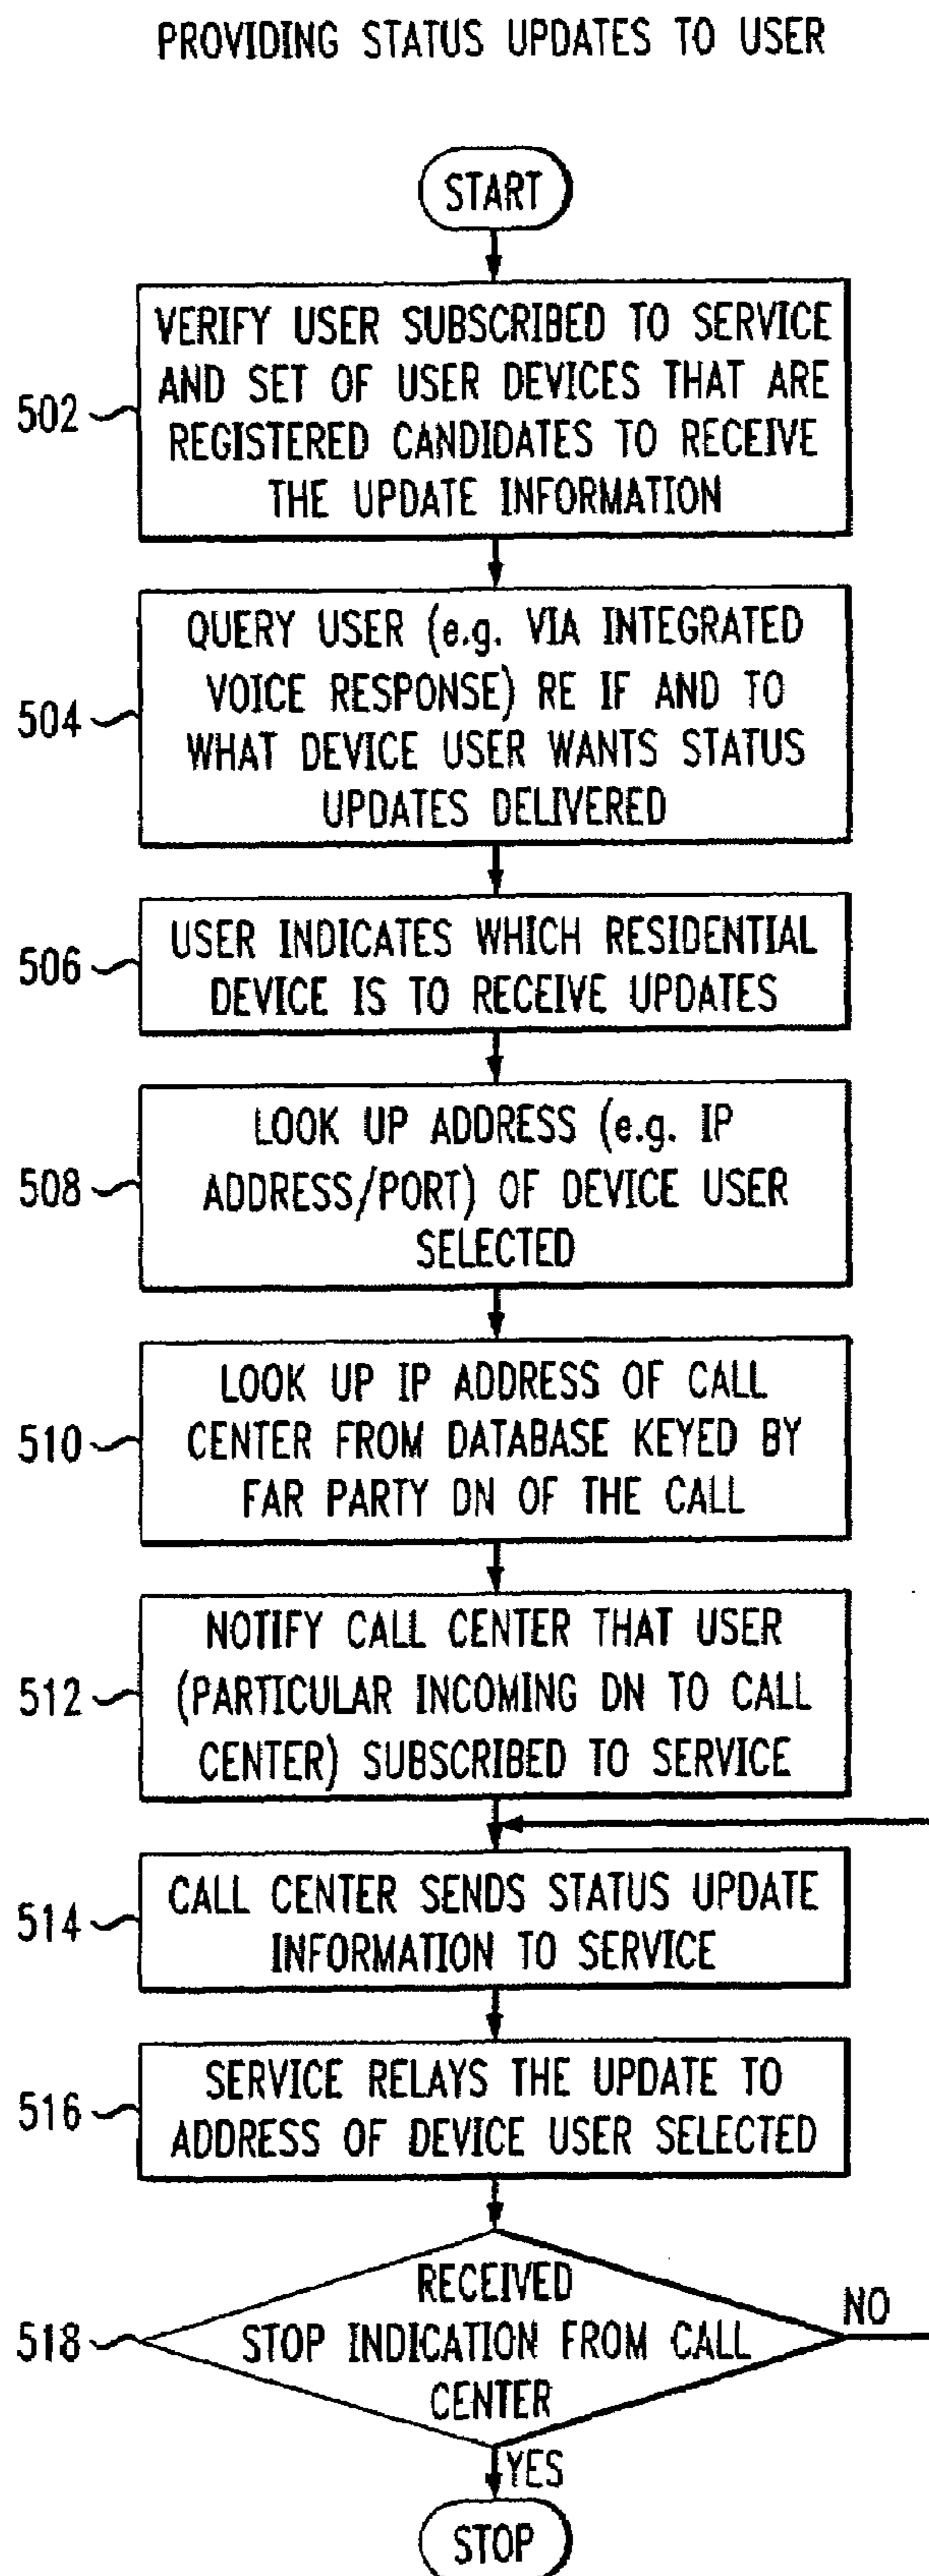 PROVIDING STATUS UPDATES TO USER
START
502
VERIFY USER SUBSCRIBED TO SERVICE
AND SET OF USER DEVICES THAT ARE
REGISTERED CANDIDATES TO RECEIVE
THE UPDATE INFORMATION
504
QUERY USER (e.g. VIA INTEGRATED
VOICE RESPONSE) RE IF AND TO
WHAT DEVICE USER WANTS STATUS
UPDATES DELIVERED
506
USER INDICATES WHICH RESIDENTIAL
DEVICE IS TO RECEIVE UPDATES
508
LOOK UP ADDRESS (e.g. IP
ADDRESS/PORT) OF DEVICE USER
SELECTED
510
LOOK UP IP ADDRESS OF CALL
CENTER FROM DATABASE KEYED BY
FAR PARTY DN OF THE CALL
512
NOTIFY CALL CENTER THAT USER
(PARTICULAR INCOMING DN TO CALL
CENTER) SUBSCRIBED TO SERVICE
514
CALL CENTER SENDS STATUS UPDATE
INFORMATION TO SERVICE
516
SERVICE RELAYS THE UPDATE TO
ADDRESS OF DEVICE USER SELECTED
518
RECEIVED
STOP INDICATION FROM CALL
CENTER
NO
YES
STOP